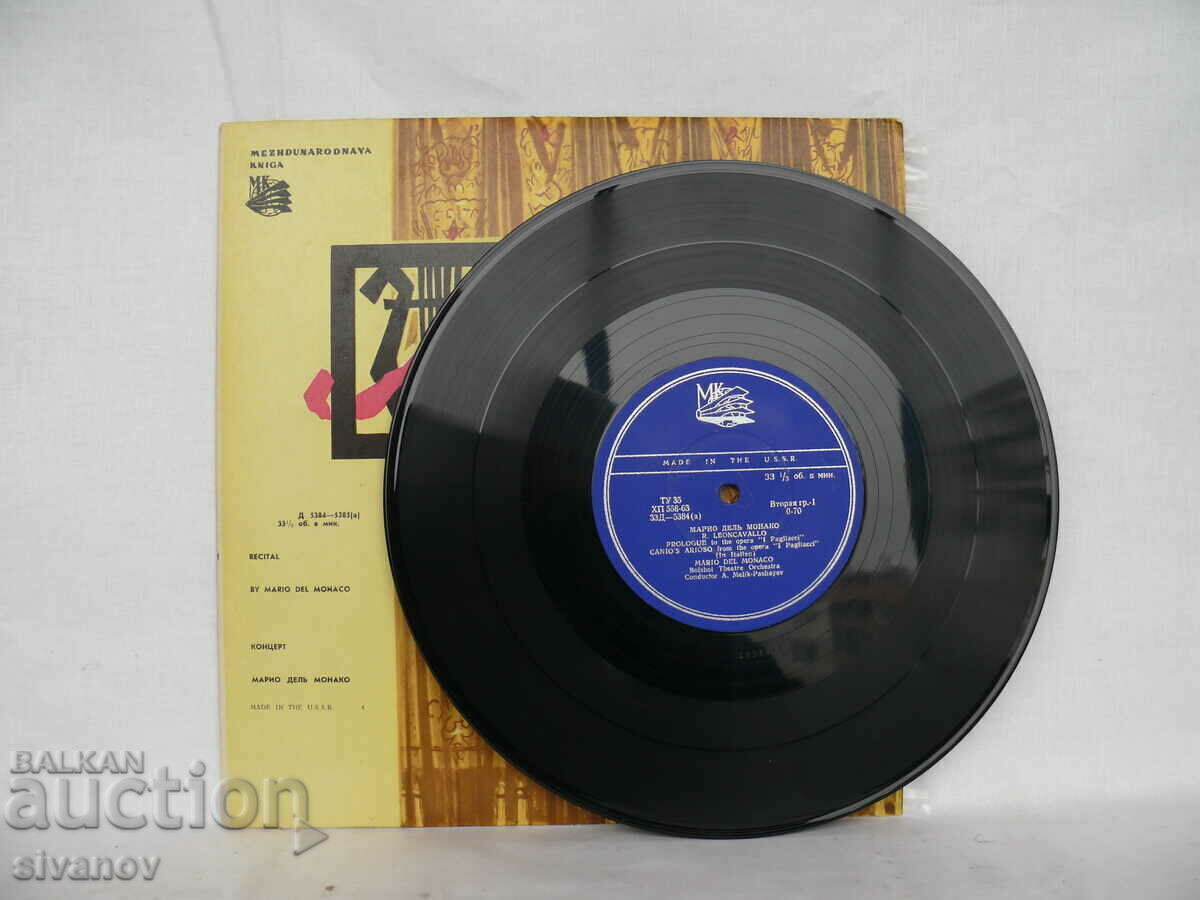 MEZHDUNARODNAYA
KNIGA
МК
Д 5384—5385(а)
33⅓ об. в мин.
RECITAL
BY MARIO DEL MONACO
КОНЦЕРТ
МАРИО ДЕЛЬ МОНАКО
MADE IN THE U.S.S.R. 4
МК
MADE IN THE U.S.S.R.
33 ⅓ об. в мин.
ТУ 35
ХП 558-63
33Д—5384(а)
Вторая гр.-1
0-70
МАРИО ДЕЛЬ МОНАКО
R. LEONCAVALLO
PROLOGUE to the opera "I Pagliacci"
CANIO'S ARIOSO from the opera "I Pagliacci"
(In Italian)
MARIO DEL MONACO
Bolshoi Theatre Orchestra
Conductor A. Melik-Pashayev
BALKAN
auction
sivanov